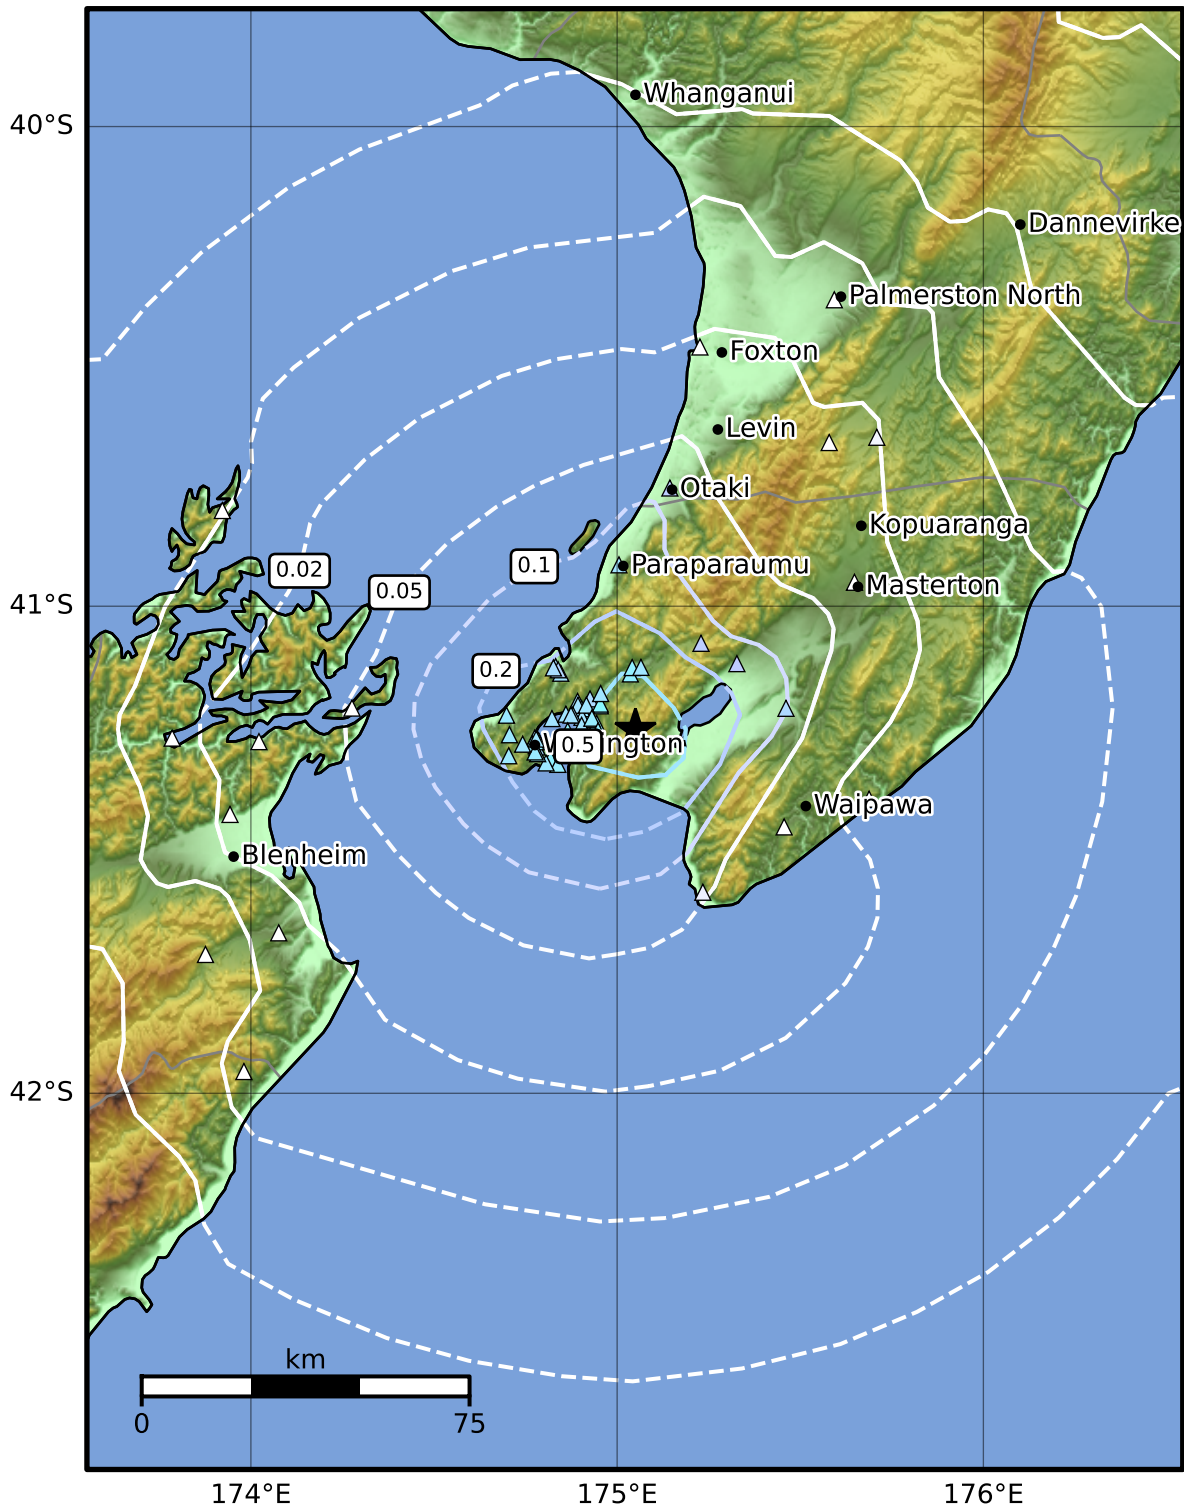 Whanganui
40°S
Dannevirke
Palmerston North
Foxton
Levin
Otaki
Kopuaranga
0.1
Paraparaumu
0.02
Masterton
0.05
41°S
0.2
0.5
Waipawa
Blenheim
42°S
km
0
75
174°E
175°E
176°E